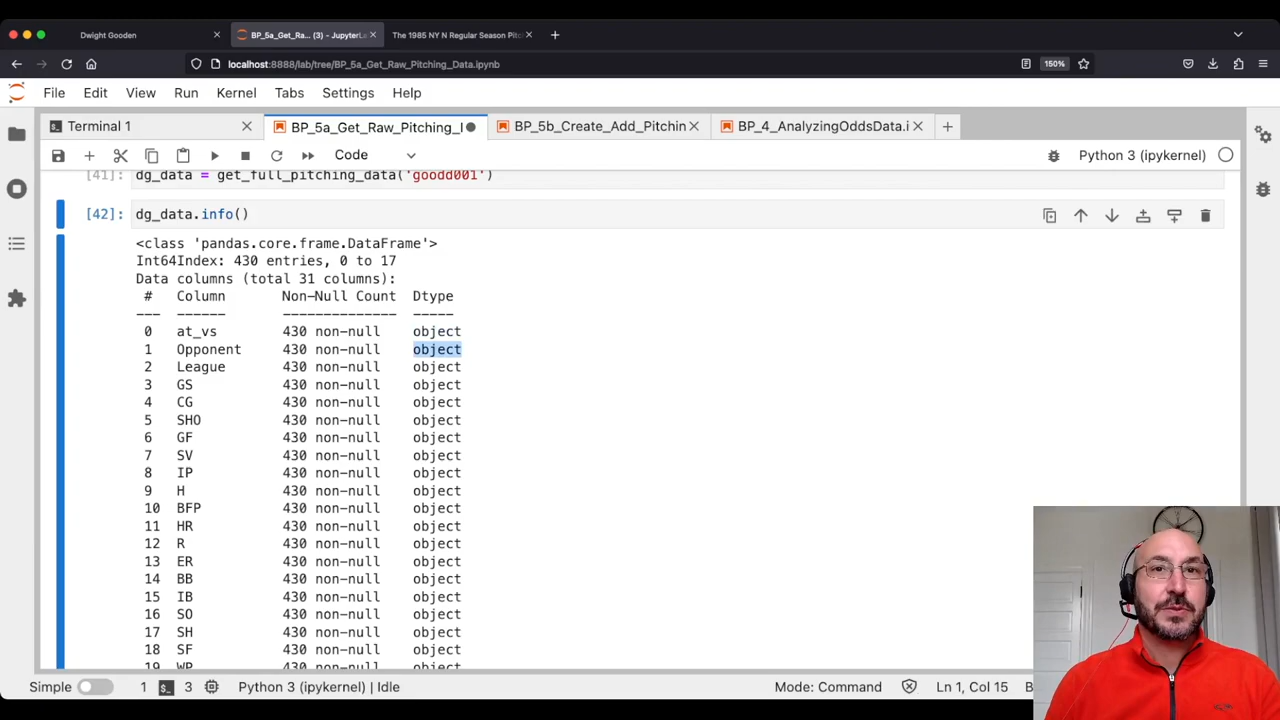 Dwight Gooden
BP_5a_Get_Ra... (3) - JupyterLa
The 1985 NY N Regular Season Pitc
localhost:8888/lab/tree/BP_5a_Get_Raw_Pitching_Data.ipynb
150%
File Edit View Run Kernel Tabs Settings Help
Terminal 1
BP_5a_Get_Raw_Pitching_I
BP_5b_Create_Add_Pitchin
BP_4_AnalyzingOddsData.i
Code
Python 3 (ipykernel)
[41]: dg_data = get_full_pitching_data('goodd001')
[42]: dg_data.info()
<class 'pandas.core.frame.DataFrame'>
Int64Index: 430 entries, 0 to 17
Data columns (total 31 columns):
# Column Non-Null Count Dtype
--- ------ -------------- -----
0 at_vs 430 non-null object
1 Opponent 430 non-null object
2 League 430 non-null object
3 GS 430 non-null object
4 CG 430 non-null object
5 SHO 430 non-null object
6 GF 430 non-null object
7 SV 430 non-null object
8 IP 430 non-null object
9 H 430 non-null object
10 BFP 430 non-null object
11 HR 430 non-null object
12 R 430 non-null object
13 ER 430 non-null object
14 BB 430 non-null object
15 IB 430 non-null object
16 SO 430 non-null object
17 SH 430 non-null object
18 SF 430 non-null object
19 WP 430 non-null object
Simple 1 3 Python 3 (ipykernel) | Idle Mode: Command Ln 1, Col 15